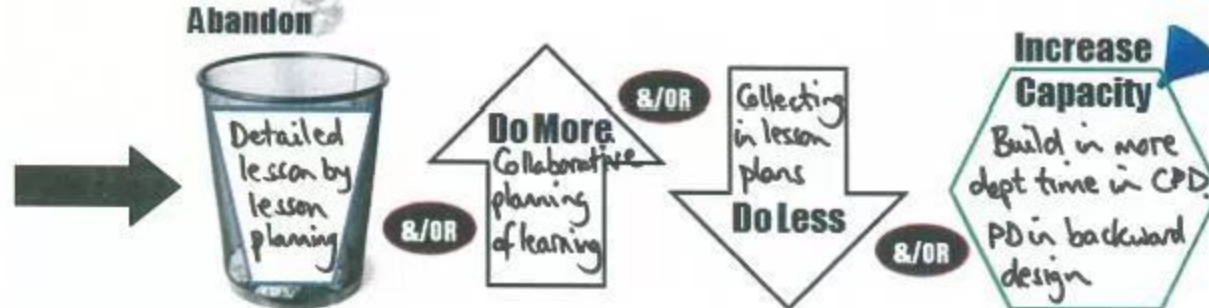 Abandon
Detailed
lesson by
lesson
planning
&/OR
Do More
Collaborative
planning
of learning
&/OR
Collecting
in lesson
plans
Do Less
&/OR
Increase
Capacity
Build in more
dept time in CPD
PD in backward
design